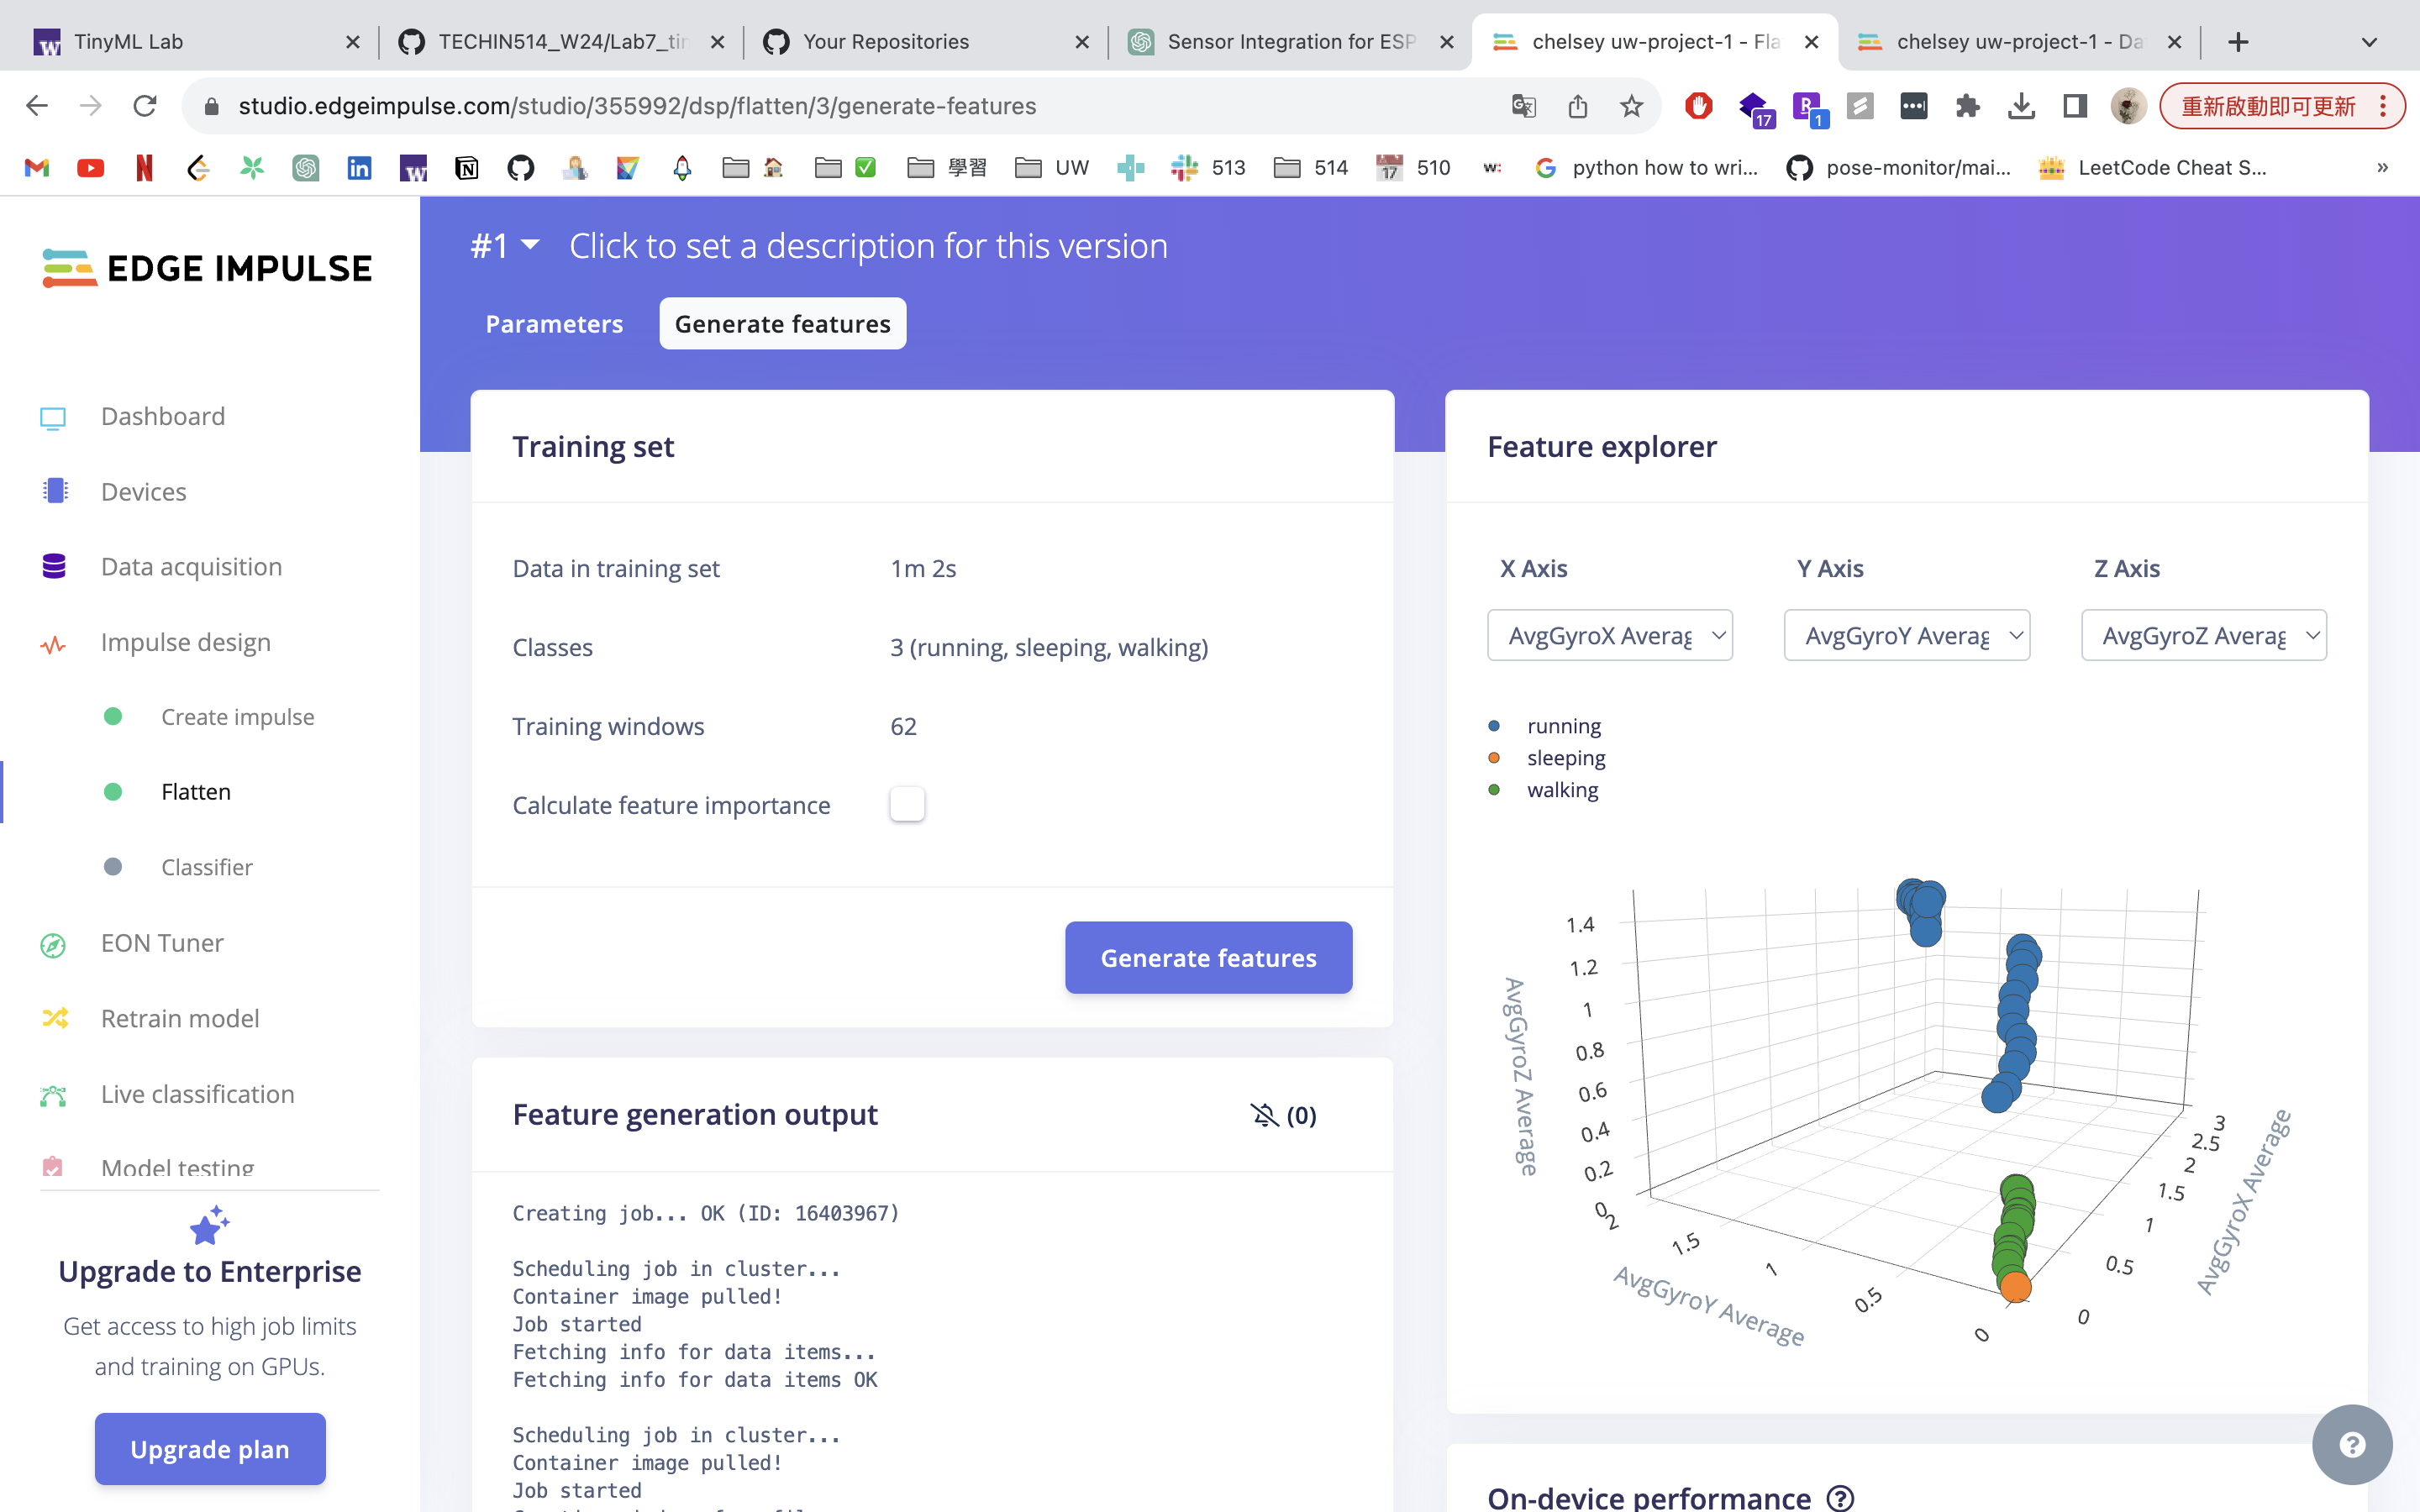 TinyML Lab
TECHIN514_W24/Lab7_tin
Your Repositories
Sensor Integration for ESP
chelsey uw-project-1 - Fla
chelsey uw-project-1 - Da
studio.edgeimpulse.com/studio/355992/dsp/flatten/3/generate-features
17
1
重新啟動即可更新
學習
UW
513
514
17
510
python how to wri...
pose-monitor/mai...
LeetCode Cheat S...
»
EDGE IMPULSE
Dashboard
Devices
Data acquisition
Impulse design
Create impulse
Flatten
Classifier
EON Tuner
Retrain model
Live classification
Model testing
Upgrade to Enterprise
Get access to high job limits
and training on GPUs.
Upgrade plan
#1
Click to set a description for this version
Parameters
Generate features
Training set
Data in training set
1m 2s
Classes
3 (running, sleeping, walking)
Training windows
62
Calculate feature importance
Generate features
Feature generation output
(0)
Creating job... OK (ID: 16403967)
Scheduling job in cluster...
Container image pulled!
Job started
Fetching info for data items...
Fetching info for data items OK
Scheduling job in cluster...
Container image pulled!
Job started
Feature explorer
X Axis
Y Axis
Z Axis
AvgGyroX Averag
AvgGyroY Averag
AvgGyroZ Averag
running
sleeping
walking
1.4
1.2
1
0.8
0.6
0.4
0.2
0
AvgGyroZ Average
2
1.5
1
0.5
0
AvgGyroY Average
3
2.5
2
1.5
1
0.5
0
AvgGyroX Average
On-device performance